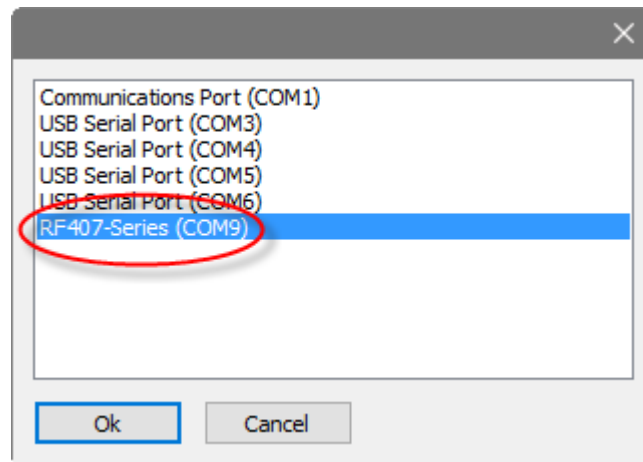 Communications Port (COM1)
USB Serial Port (COM3)
USB Serial Port (COM4)
USB Serial Port (COM5)
USB Serial Port (COM6)
RF407-Series (COM9)
Ok
Cancel